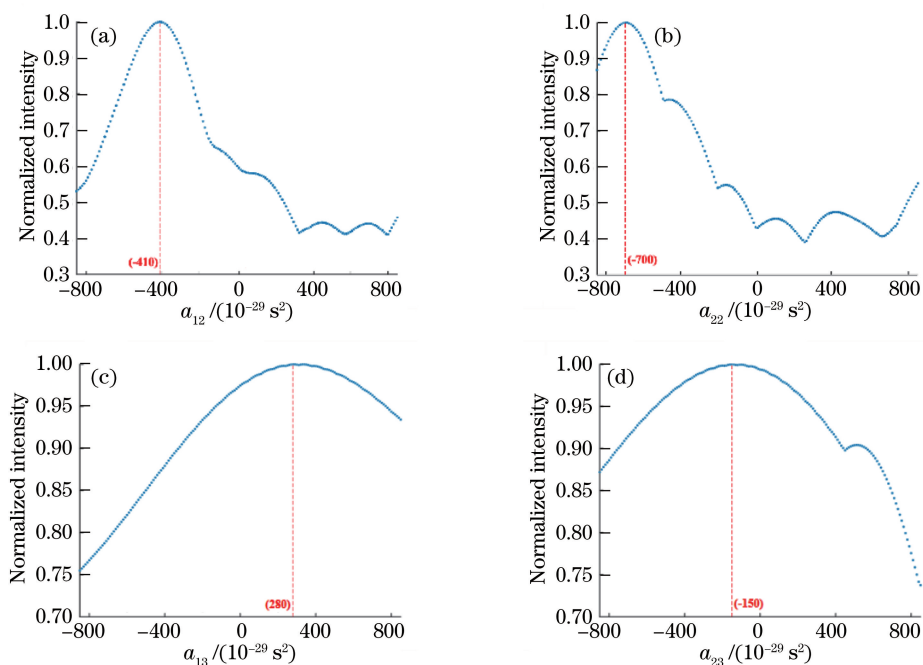 (a)
Normalized intensity
1.0
0.9
0.8
0.7
0.6
0.5
0.4
0.3
(-410)
−800 −400 0 400 800
a₁₂ /(10⁻²⁹ s²)
(b)
Normalized intensity
1.0
0.9
0.8
0.7
0.6
0.5
0.4
0.3
(-700)
−800 −400 0 400 800
a₂₂ /(10⁻²⁹ s²)
(c)
Normalized intensity
1.00
0.95
0.90
0.85
0.80
0.75
0.70
(280)
−800 −400 0 400 800
a₁₃ /(10⁻²⁹ s²)
(d)
Normalized intensity
1.00
0.95
0.90
0.85
0.80
0.75
0.70
(-150)
−800 −400 0 400 800
a₂₃ /(10⁻²⁹ s²)